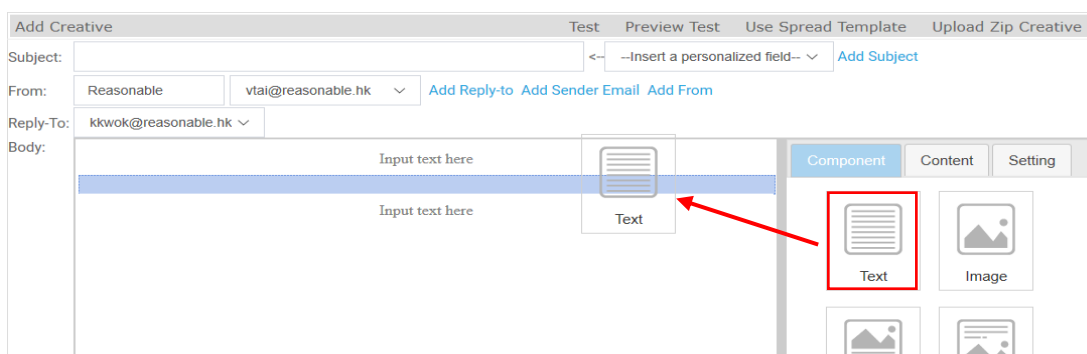 Add Creative Test Preview Test Use Spread Template Upload Zip Creative
Subject: <-- --Insert a personalized field-- Add Subject
From: Reasonable vtai@reasonable.hk Add Reply-to Add Sender Email Add From
Reply-To: kkwok@reasonable.hk
Body: Input text here
Input text here
Text
Component Content Setting
Text Image